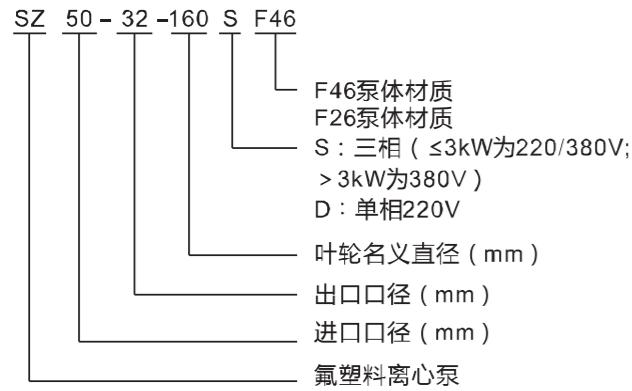 SZ 50-32-160 S F46
F46泵体材质
F26泵体材质
S：三相（≤3kW为220/380V;
＞3kW为380V）
D：单相220V
叶轮名义直径（mm）
出口口径（mm）
进口口径（mm）
氟塑料离心泵